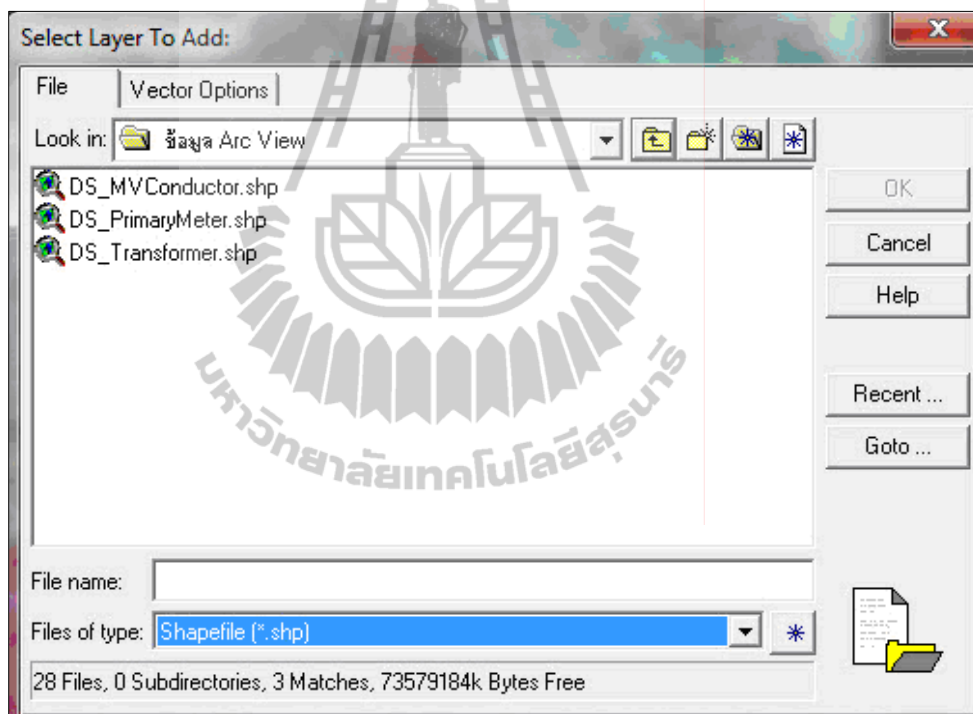 Select Layer To Add:
File
Vector Options
Look in: ข้อมูล Arc View
DS_MVConductor.shp
DS_PrimaryMeter.shp
DS_Transformer.shp
OK
Cancel
Help
Recent ...
Goto ...
มหาวิทยาลัยเทคโนโลยีสุรนารี
File name:
Files of type: Shapefile (*.shp)
28 Files, 0 Subdirectories, 3 Matches, 73579184k Bytes Free